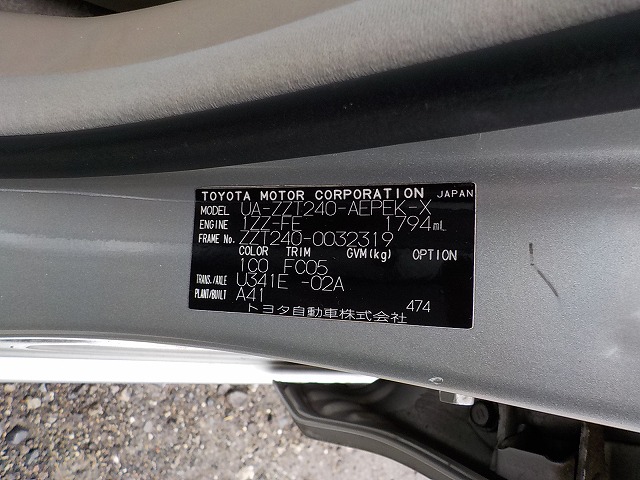 TOYOTA MOTOR CORPORATION JAPAN
MODEL UA-ZZT240-AEPEK-X
ENGINE 1ZZ-FE 1794mL
FRAME No. ZZT240-0032319
COLOR TRIM GVM(kg) OPTION
1C0 FC05
TRANS./AXLE U341E -02A
PLANT/BUILT A41
474
トヨタ自動車株式会社